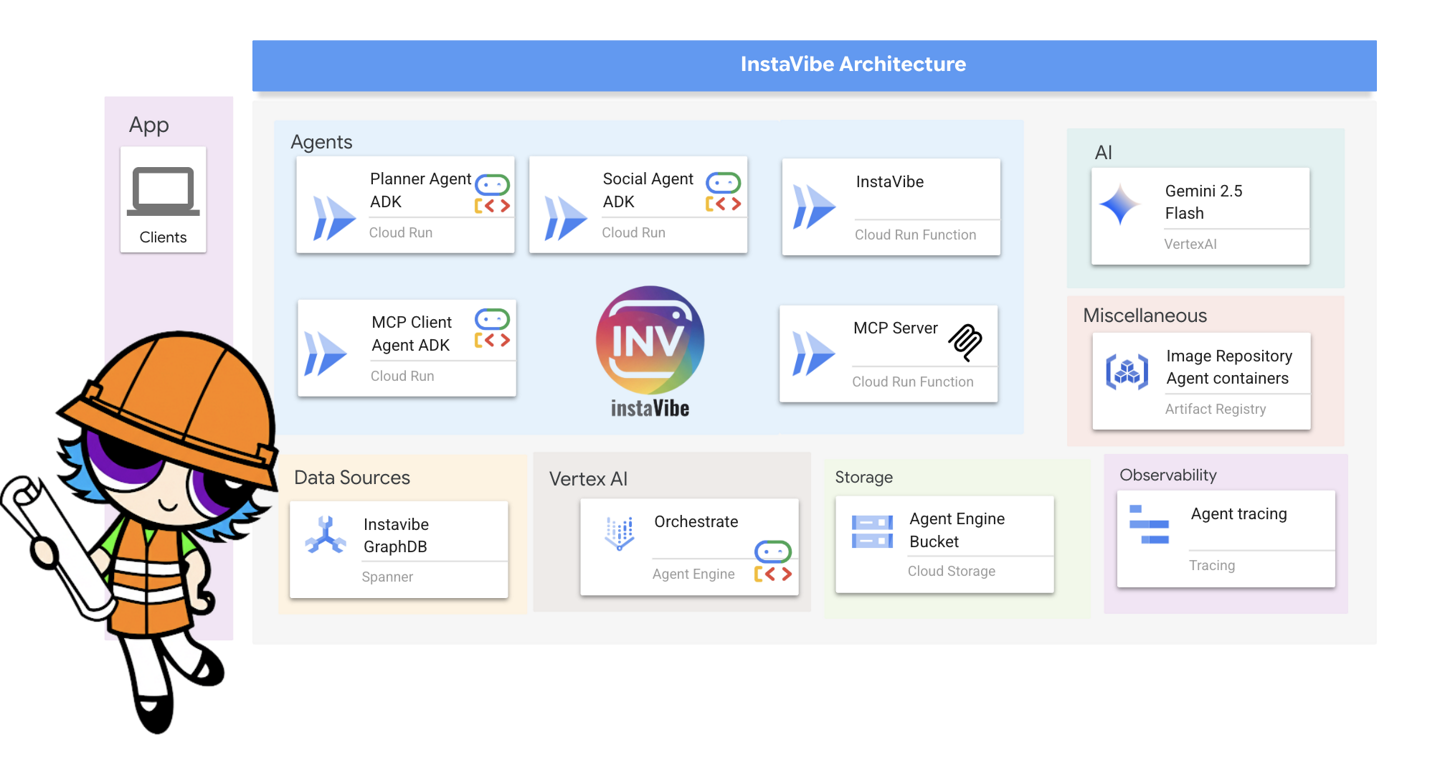 InstaVibe Architecture
App
Clients
Agents
Planner Agent
ADK
Cloud Run
Social Agent
ADK
Cloud Run
InstaVibe
Cloud Run Function
MCP Client
Agent ADK
Cloud Run
INV
instaVibe
MCP Server
Cloud Run Function
AI
Gemini 2.5
Flash
VertexAI
Miscellaneous
Image Repository
Agent containers
Artifact Registry
Data Sources
Instavibe
GraphDB
Spanner
Vertex AI
Orchestrate
Agent Engine
Storage
Agent Engine
Bucket
Cloud Storage
Observability
Agent tracing
Tracing